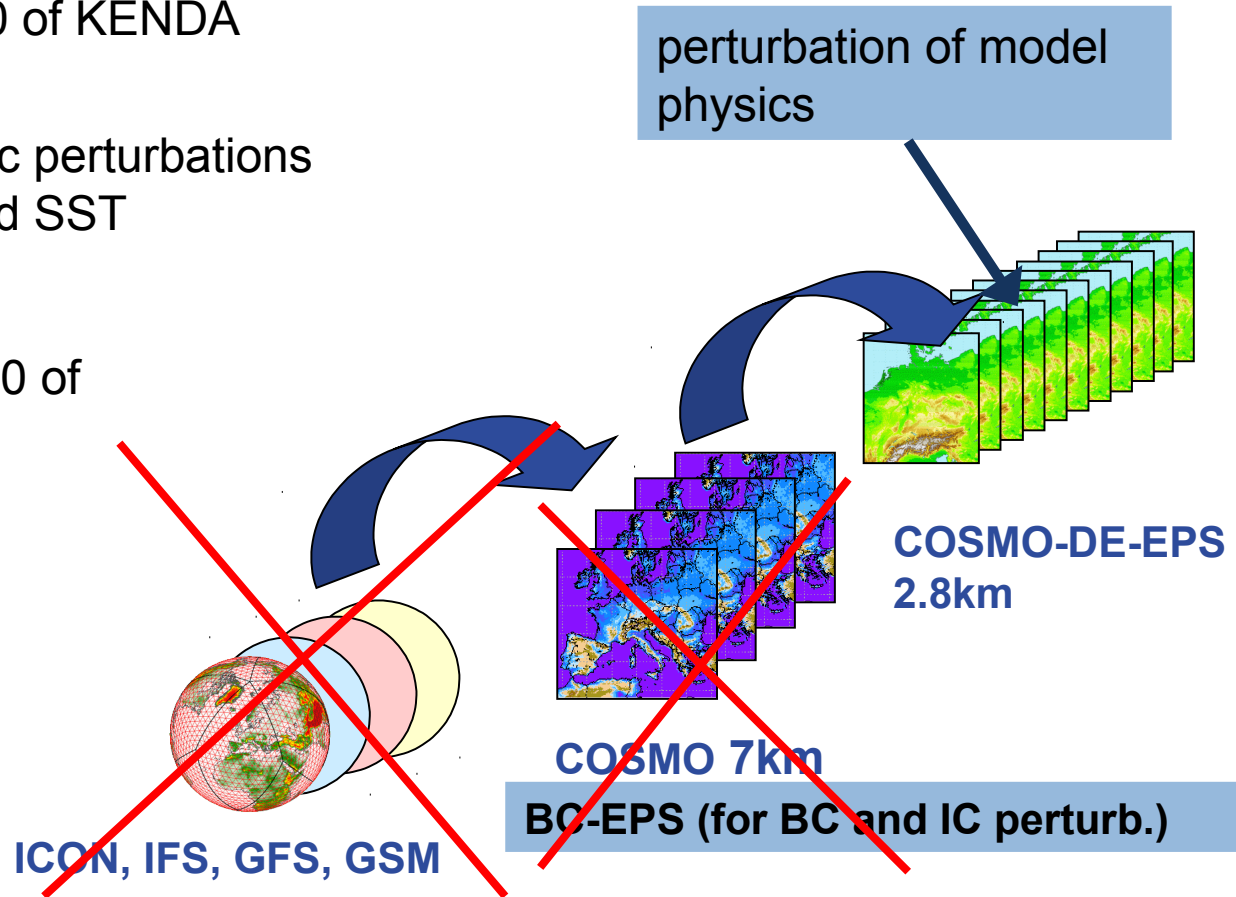 0 of KENDA
perturbation of model
physics
c perturbations
d SST
0 of
COSMO-DE-EPS
2.8km
COSMO 7km
BC-EPS (for BC and IC perturb.)
ICON, IFS, GFS, GSM